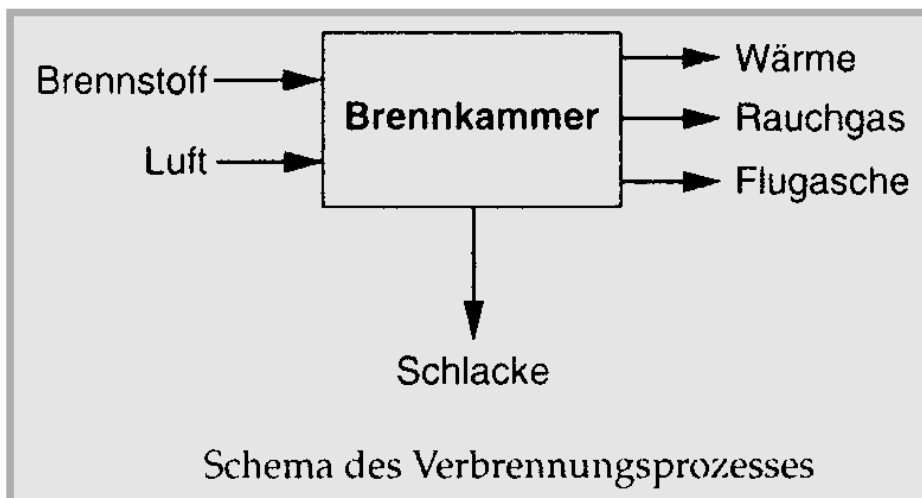 Wärme
Brennstoff
Brennkammer
Rauchgas
Luft
Flugasche
Schlacke
Schema des Verbrennungsprozesses